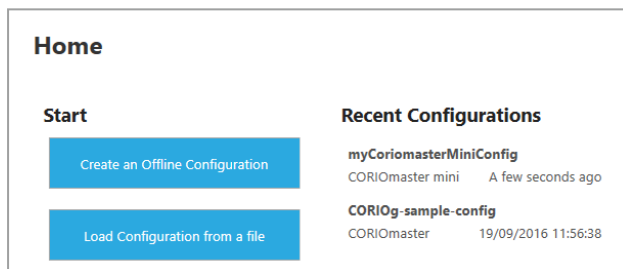 Home
Start
Create an Offline Configuration
Load Configuration from a file
Recent Configurations
myCoriomasterMiniConfig
CORIOmaster mini A few seconds ago
CORIOg-sample-config
CORIOmaster 19/09/2016 11:56:38